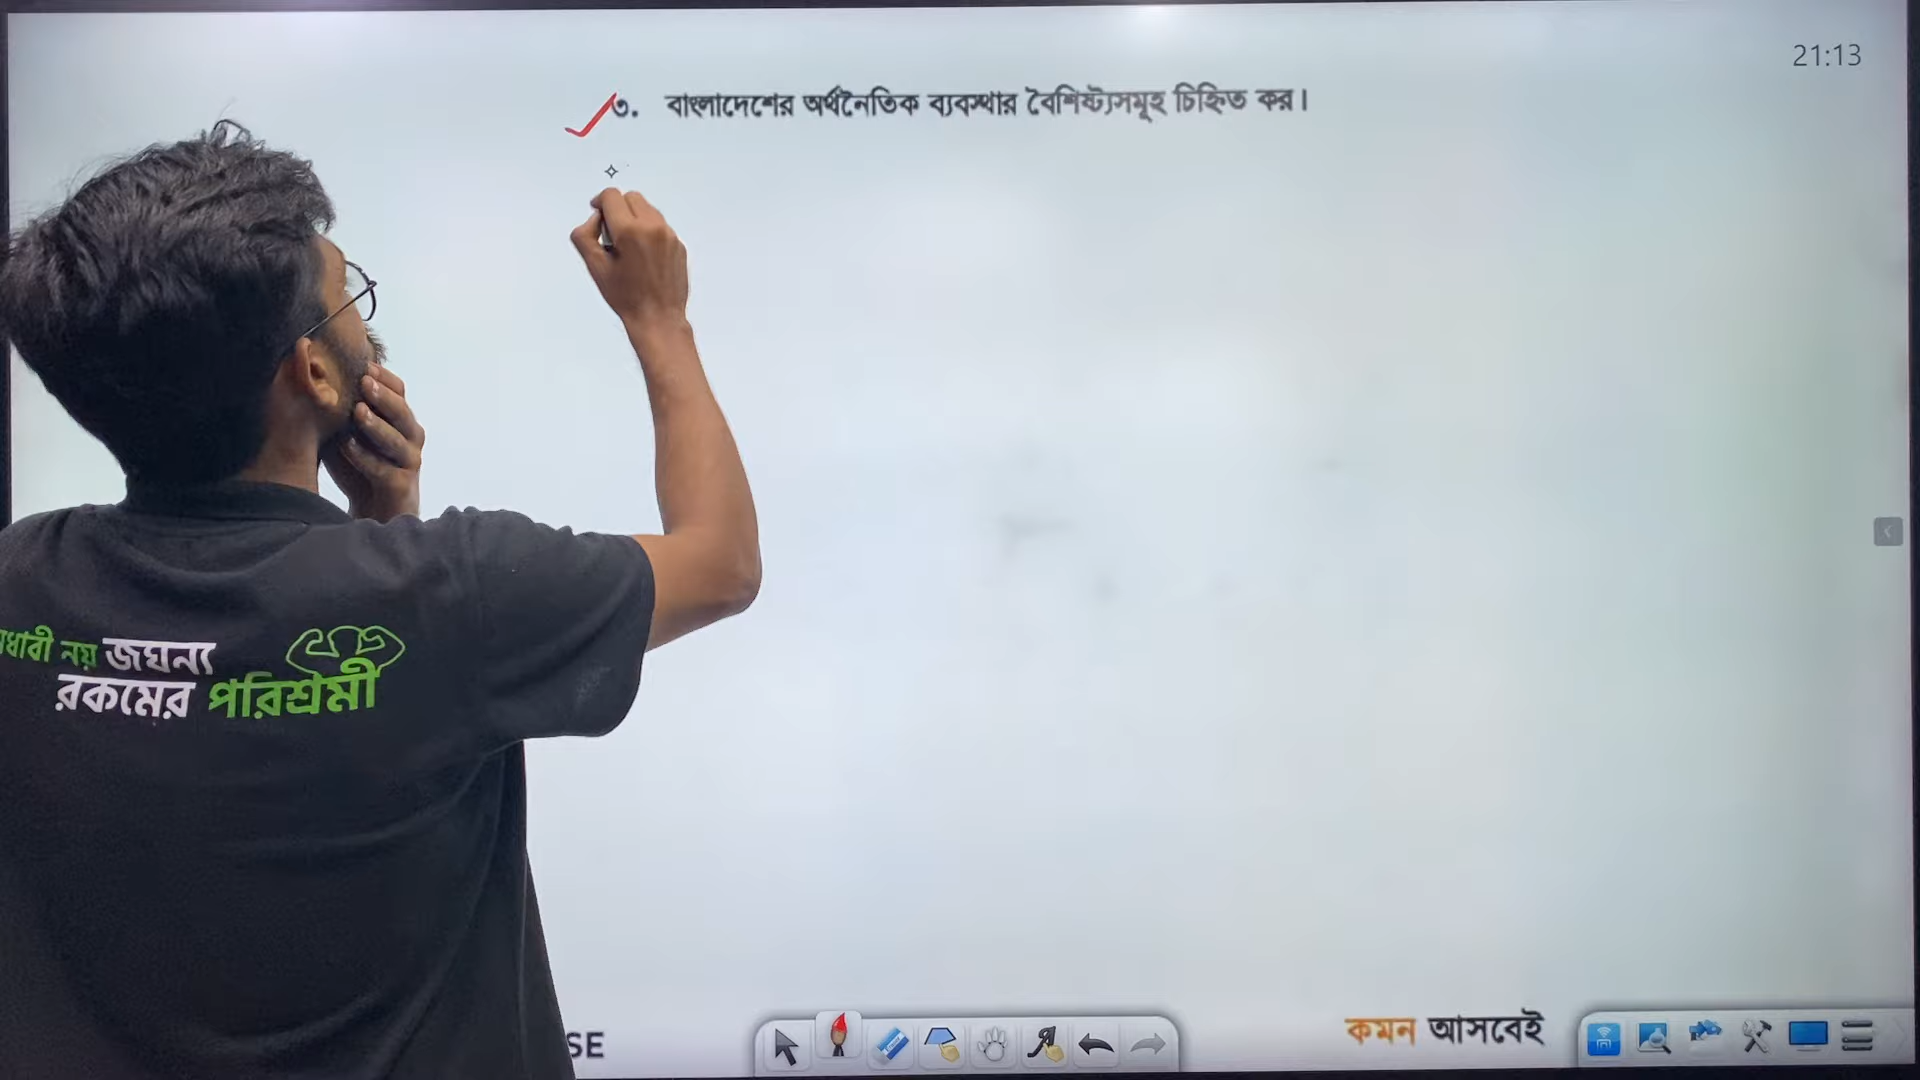 21:13
৩. বাংলাদেশের অর্থনৈতিক ব্যবস্থার বৈশিষ্ট্যসমূহ চিহ্নিত কর।
নয় জঘন্য
রকমের পরিশ্রমী
SE
কমন আসবেই